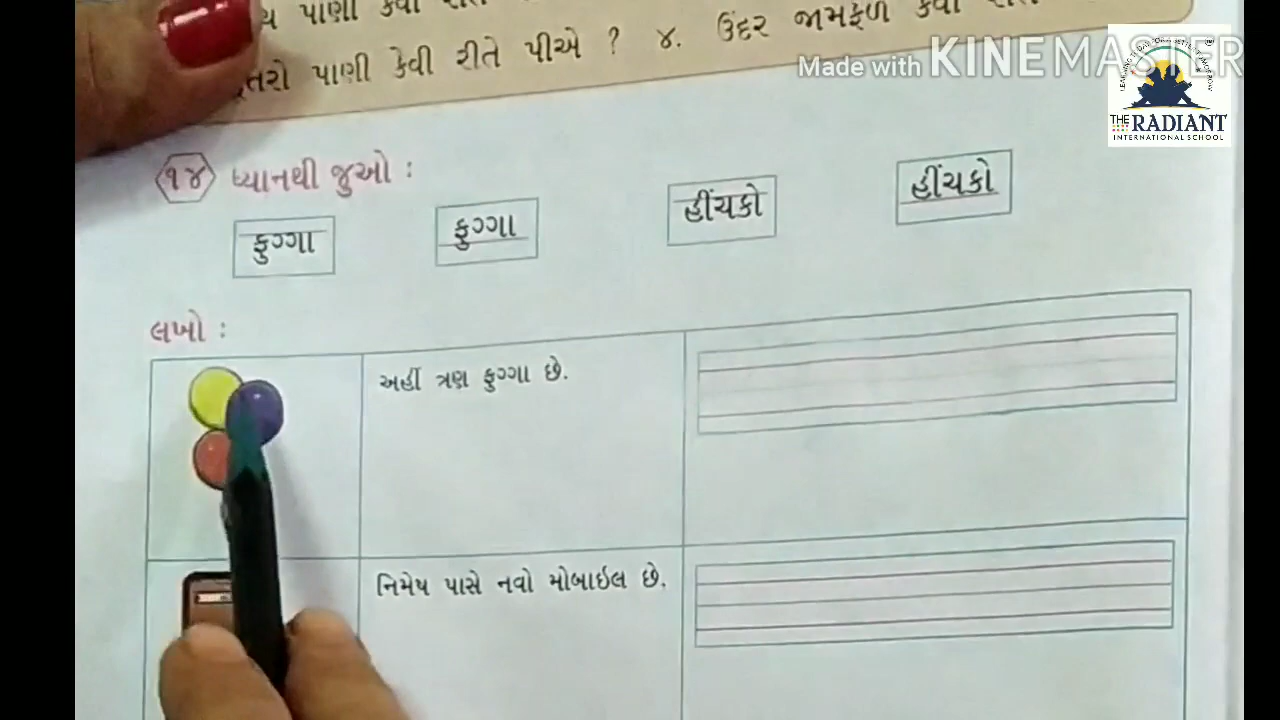 પાણી કેવી રીતે
પાણી કેવી રીતે પીએ ? ૪. ઉંદર જામફળ કેવી
Made with KINEMASTER
THE RADIANT
INTERNATIONAL SCHOOL
૧૪ ધ્યાનથી જુઓ :
ફુગ્ગા ફુગ્ગા હીંચકો હીંચકો
લખો :
અહીં ત્રણ ફુગ્ગા છે.
નિમેષ પાસે નવો મોબાઇલ છે.